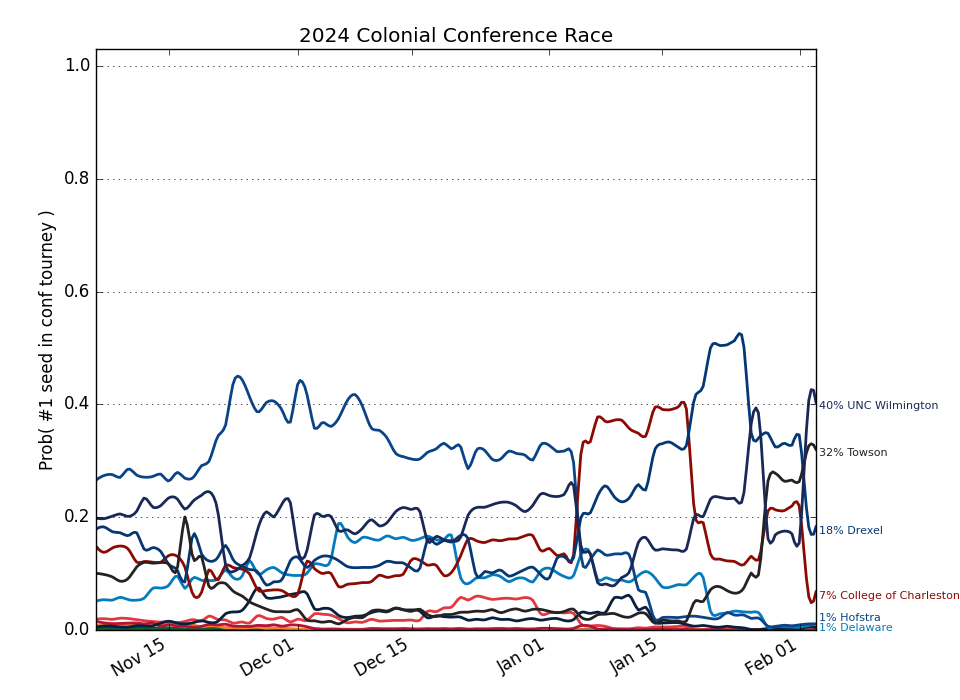 2024 Colonial Conference Race
Prob( #1 seed in conf tourney )
1.0
0.8
0.6
0.4
0.2
0.0
40% UNC Wilmington
32% Towson
18% Drexel
7% College of Charleston
1% Hofstra
1% Delaware
Nov 15
Dec 01
Dec 15
Jan 01
Jan 15
Feb 01